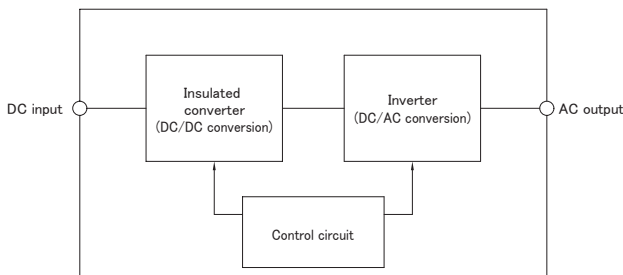 DC input
Insulated
converter
(DC/DC conversion)
Inverter
(DC/AC conversion)
AC output
Control circuit